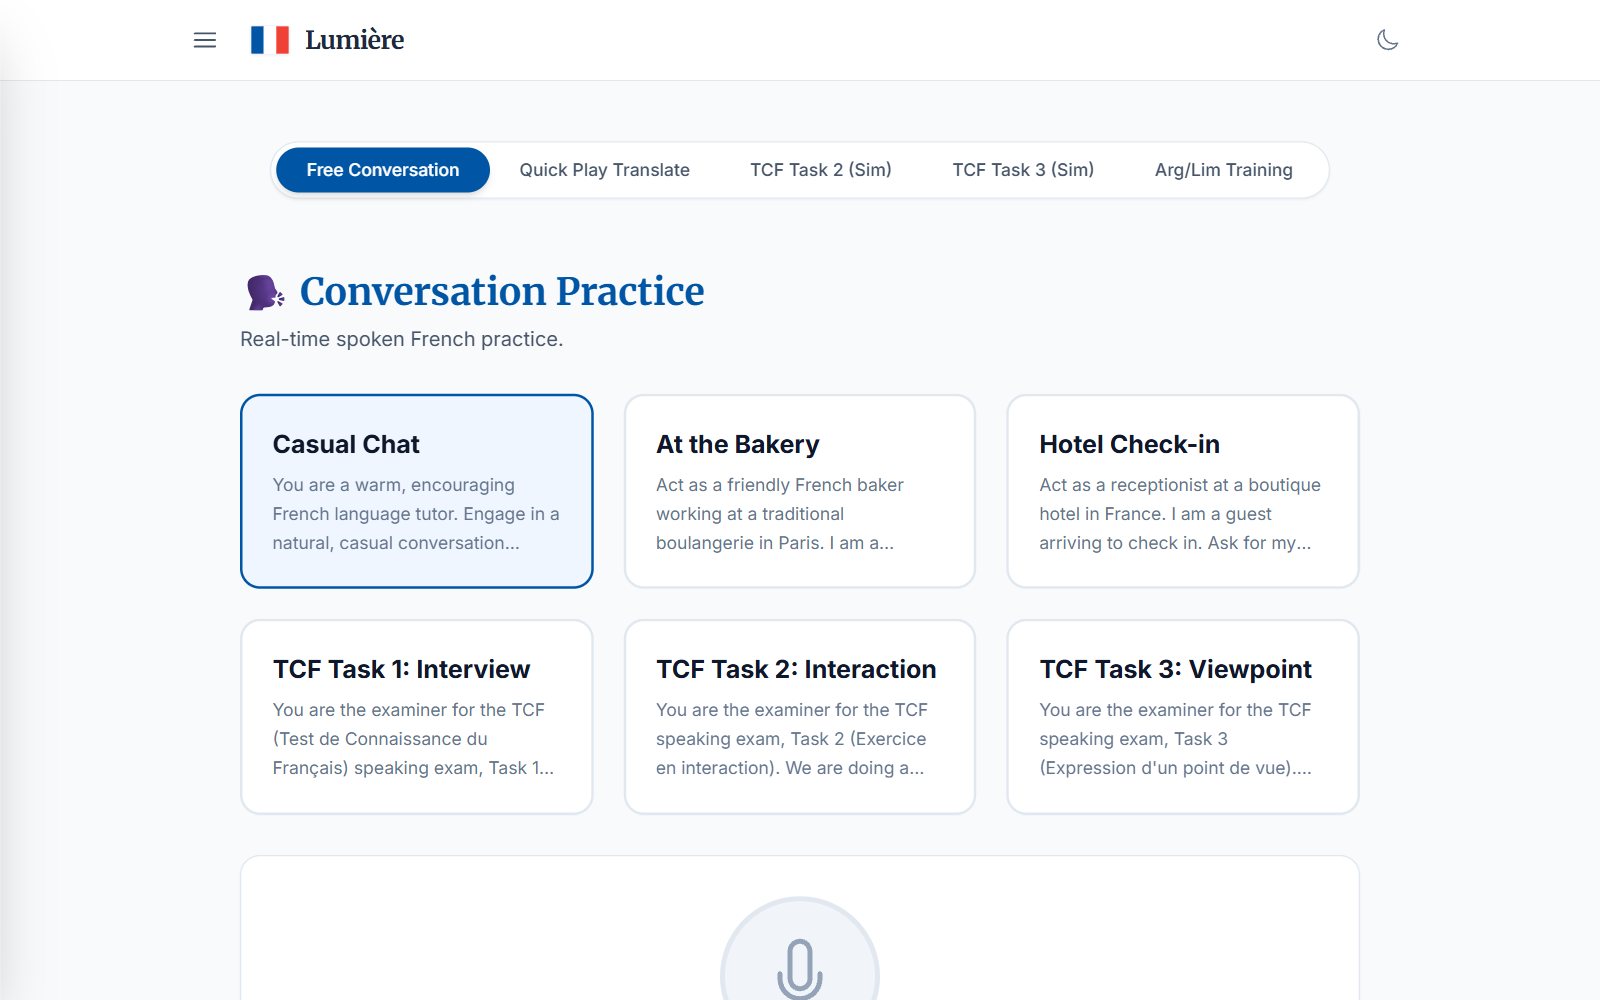 Lumière
Free Conversation
Quick Play Translate
TCF Task 2 (Sim)
TCF Task 3 (Sim)
Arg/Lim Training
Conversation Practice
Real-time spoken French practice.
Casual Chat
You are a warm, encouraging
French language tutor. Engage in a
natural, casual conversation...
At the Bakery
Act as a friendly French baker
working at a traditional
boulangerie in Paris. I am a...
Hotel Check-in
Act as a receptionist at a boutique
hotel in France. I am a guest
arriving to check in. Ask for my...
TCF Task 1: Interview
You are the examiner for the TCF
(Test de Connaissance du
Français) speaking exam, Task 1...
TCF Task 2: Interaction
You are the examiner for the TCF
speaking exam, Task 2 (Exercice
en interaction). We are doing a...
TCF Task 3: Viewpoint
You are the examiner for the TCF
speaking exam, Task 3
(Expression d'un point de vue)....